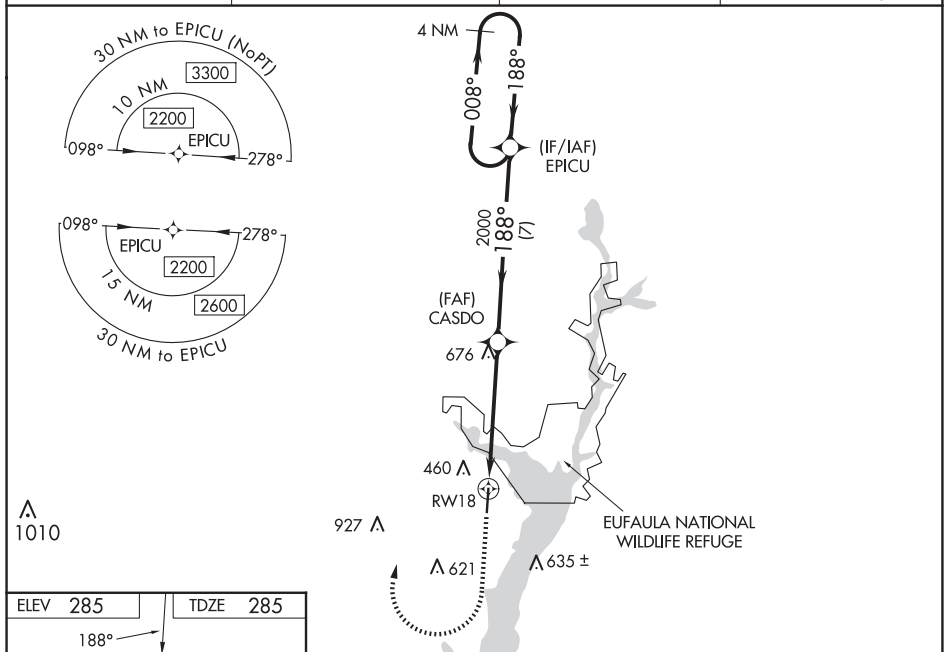 30 NM to EPICU (NoPT)
3300
10 NM
2200
EPICU
098°
278°
098°
278°
EPICU
2200
15 NM
2600
30 NM to EPICU
4 NM
008°
188°
(IF/IAF)
EPICU
2000
188°
(7)
(FAF)
CASDO
676
460
RW18
927
1010
621
635 ±
EUFAULA NATIONAL
WILDLIFE REFUGE
ELEV 285
TDZE 285
188°